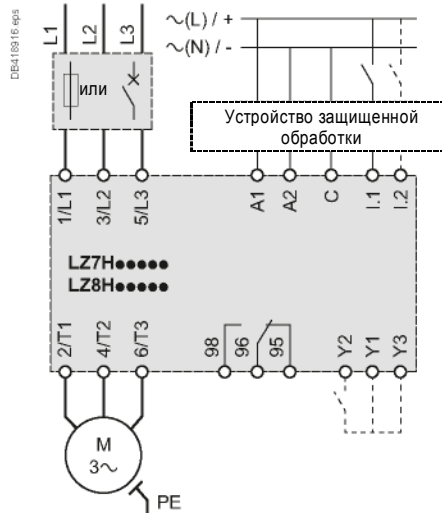 DB418916.eps
L1 L2 L3
∼(L) / +
∼(N) / -
или
Устройство защищенной
обработки
1/L1 3/L2 5/L3 A1 A2 C I.1 I.2
LZ7H●●●●●
LZ8H●●●●●
2/T1 4/T2 6/T3 98 96 95 Y2 Y1 Y3
M
3∼
PE